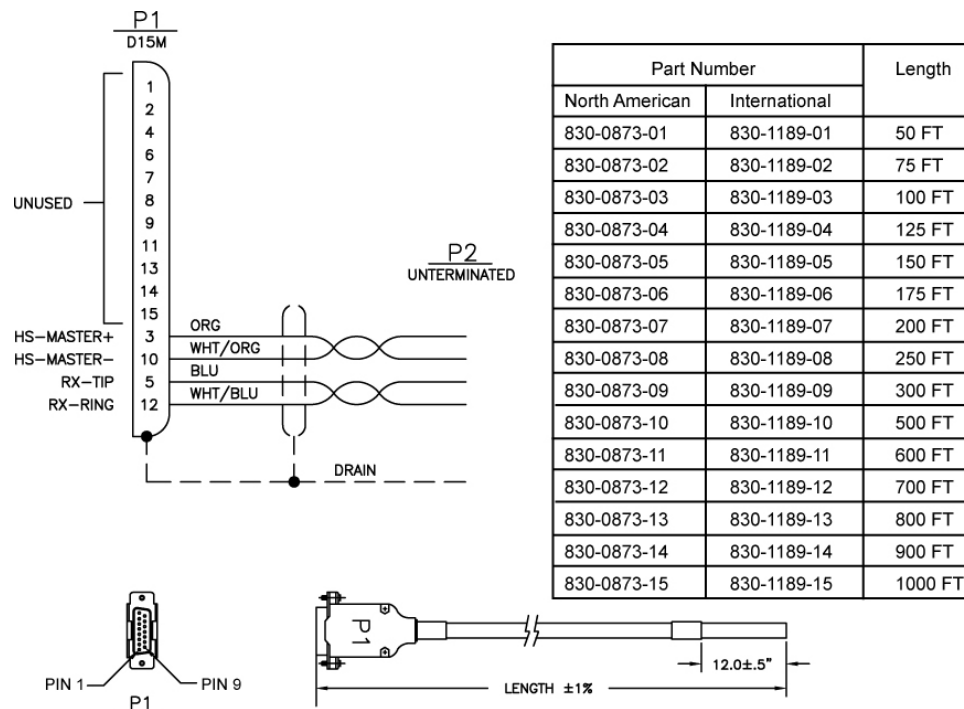 P1
D15M
1
2
4
6
7
8
9
11
13
14
15
UNUSED
P2
UNTERMINATED
HS-MASTER+ 3 ORG
HS-MASTER- 10 WHT/ORG
RX-TIP 5 BLU
RX-RING 12 WHT/BLU
DRAIN
Part Number Length
North American International
830-0873-01 830-1189-01 50 FT
830-0873-02 830-1189-02 75 FT
830-0873-03 830-1189-03 100 FT
830-0873-04 830-1189-04 125 FT
830-0873-05 830-1189-05 150 FT
830-0873-06 830-1189-06 175 FT
830-0873-07 830-1189-07 200 FT
830-0873-08 830-1189-08 250 FT
830-0873-09 830-1189-09 300 FT
830-0873-10 830-1189-10 500 FT
830-0873-11 830-1189-11 600 FT
830-0873-12 830-1189-12 700 FT
830-0873-13 830-1189-13 800 FT
830-0873-14 830-1189-14 900 FT
830-0873-15 830-1189-15 1000 FT
PIN 1 PIN 9
P1
P1
12.0±.5"
LENGTH ±1%